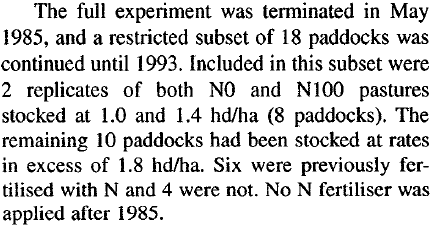 The full experiment was terminated in May
1985, and a restricted subset of 18 paddocks was
continued until 1993. Included in this subset were
2 replicates of both N0 and N100 pastures
stocked at 1.0 and 1.4 hd/ha (8 paddocks). The
remaining 10 paddocks had been stocked at rates
in excess of 1.8 hd/ha. Six were previously fer-
tilised with N and 4 were not. No N fertiliser was
applied after 1985.